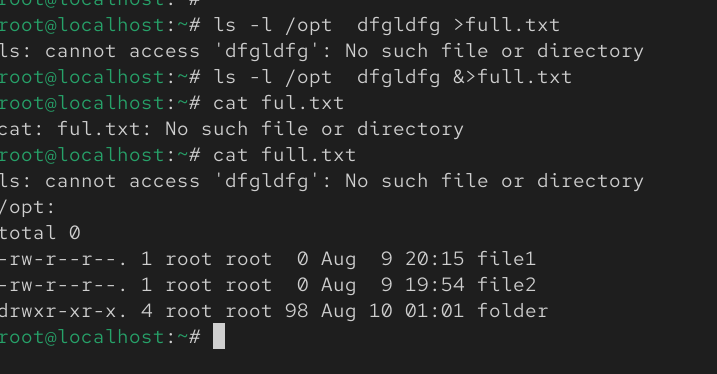 root@localhost:~#
root@localhost:~# ls -l /opt  dfgldfg >full.txt
ls: cannot access 'dfgldfg': No such file or directory
root@localhost:~# ls -l /opt  dfgldfg &>full.txt
root@localhost:~# cat ful.txt
cat: ful.txt: No such file or directory
root@localhost:~# cat full.txt
ls: cannot access 'dfgldfg': No such file or directory
/opt:
total 0
-rw-r--r--. 1 root root  0 Aug  9 20:15 file1
-rw-r--r--. 1 root root  0 Aug  9 19:54 file2
drwxr-xr-x. 4 root root 98 Aug 10 01:01 folder
root@localhost:~#